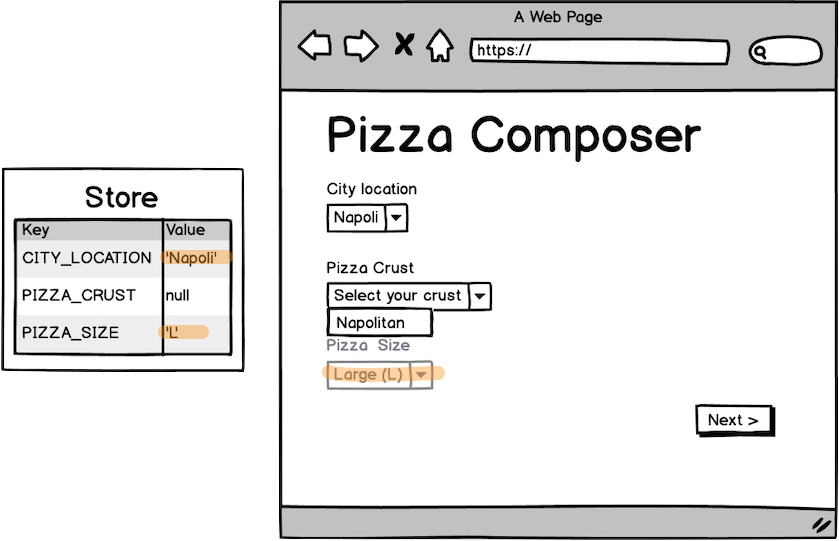 A Web Page
https://
Pizza Composer
City location
Napoli
Pizza Crust
Select your crust
Napolitan
Pizza Size
Large (L)
Next >
Store
Key Value
CITY_LOCATION 'Napoli'
PIZZA_CRUST null
PIZZA_SIZE 'L'